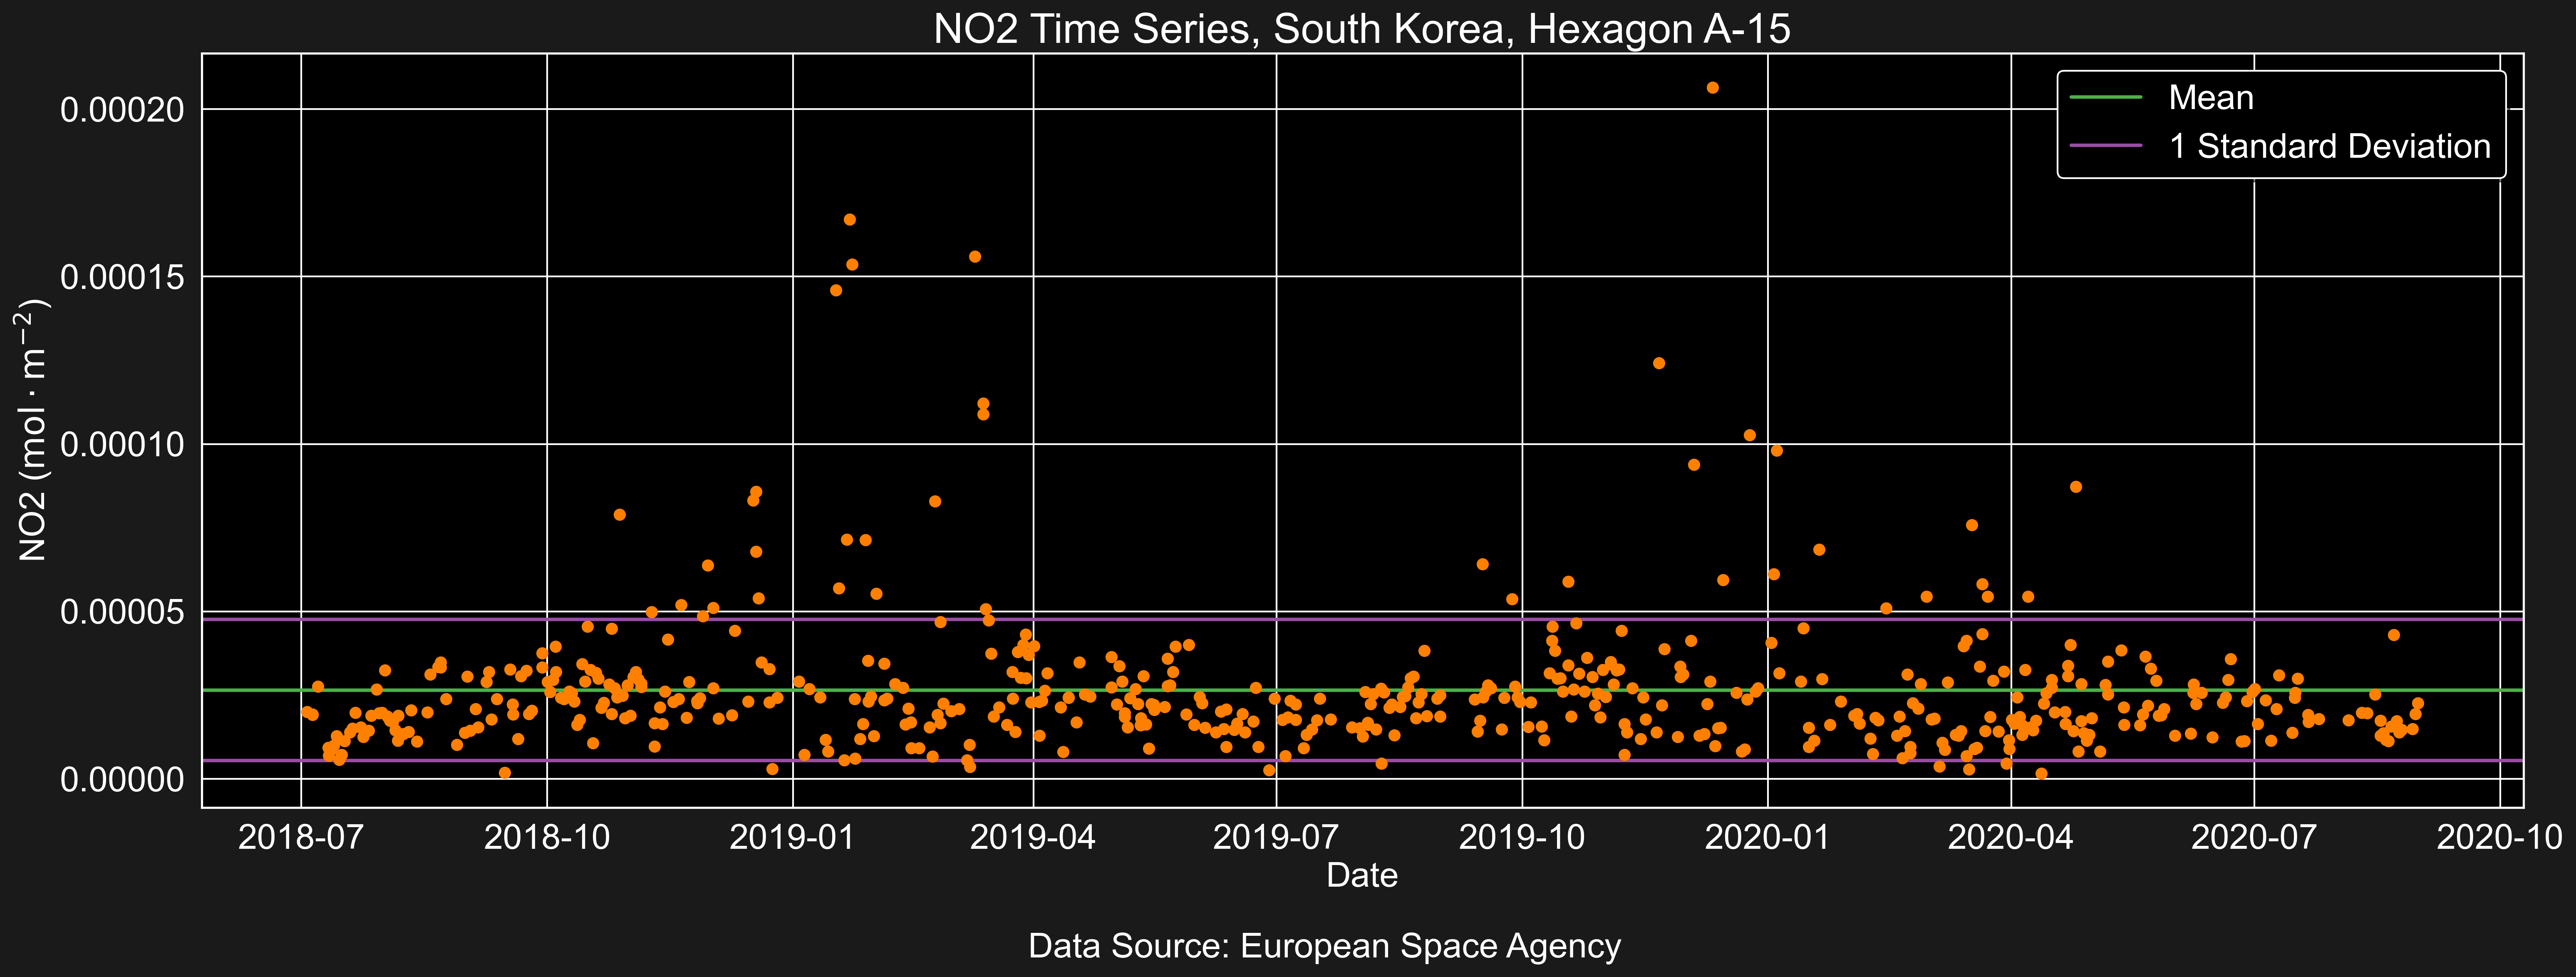 NO2 Time Series, South Korea, Hexagon A-15
Mean
1 Standard Deviation
NO2 (mol · m⁻²)
0.00020
0.00015
0.00010
0.00005
0.00000
2018-07 2018-10 2019-01 2019-04 2019-07 2019-10 2020-01 2020-04 2020-07 2020-10
Date
Data Source: European Space Agency